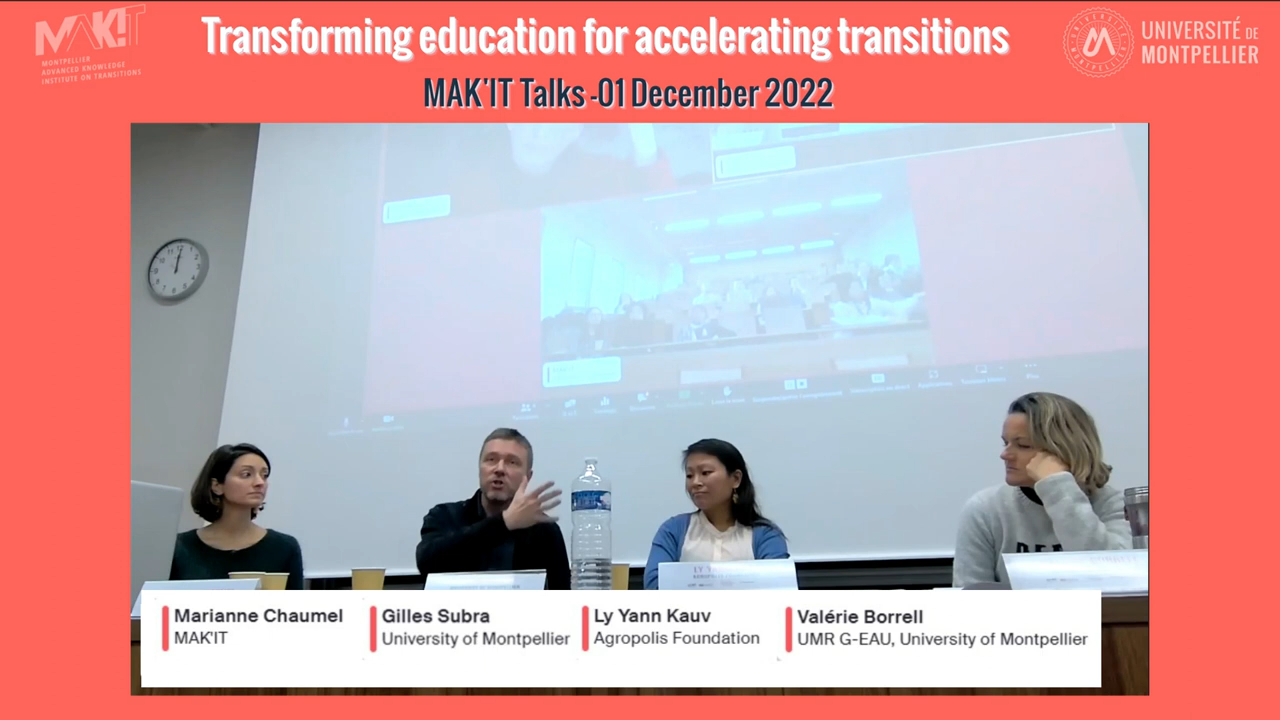 MAK!T
MONTPELLIER
ADVANCED KNOWLEDGE
INSTITUTE ON TRANSITIONS
Transforming education for accelerating transitions
MAK'IT Talks -01 December 2022
UNIVERSITÉ DE
MONTPELLIER
12
LY Y
Marianne Chaumel
MAK'IT
Gilles Subra
University of Montpellier
Ly Yann Kauv
Agropolis Foundation
Valérie Borrell
UMR G-EAU, University of Montpellier